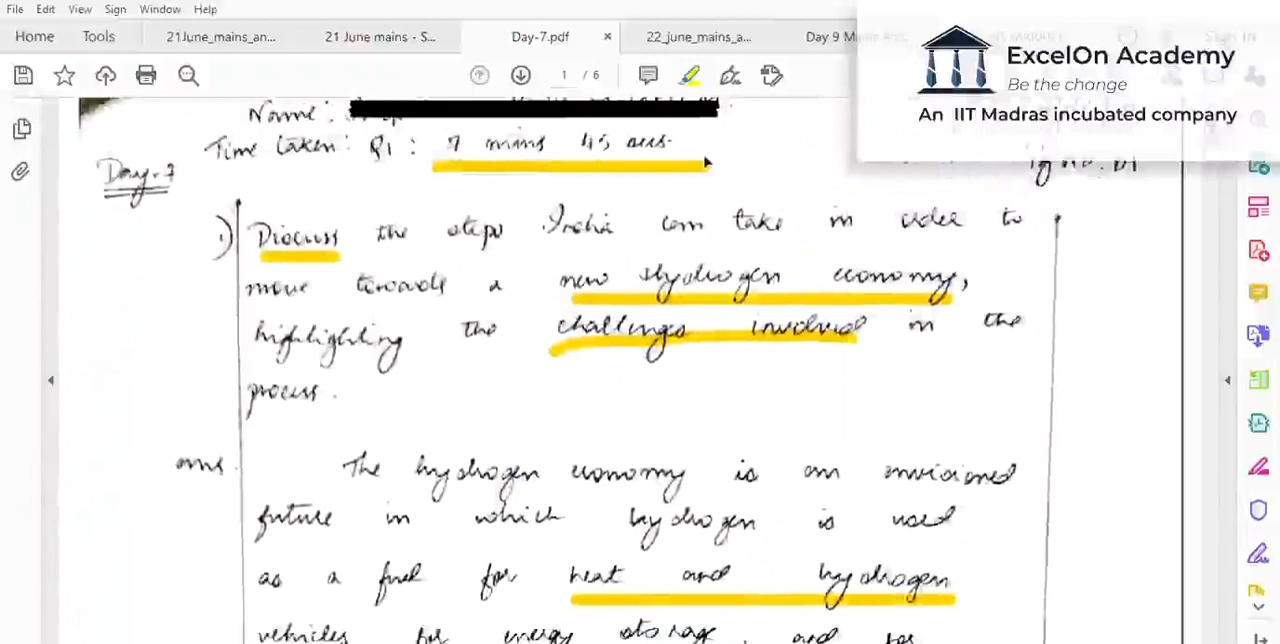 File Edit View Sign Window Help
Home Tools 21June_mains_an... 21 June mains - S... Day-7.pdf × 22_june_mains_a... Day 9
1 / 6
ExcelOn Academy
Be the change
An IIT Madras incubated company
Name:
Time taken: Q1: 7 mins 45 secs.
Day-7
1.) Discuss the steps India can take in order to
move towards a new Hydrogen economy,
highlighting the challenges involved in the
process.
ans. The hydrogen economy is an envisioned
future in which hydrogen is used
as a fuel for heat and hydrogen
vehicles for energy storage, and for